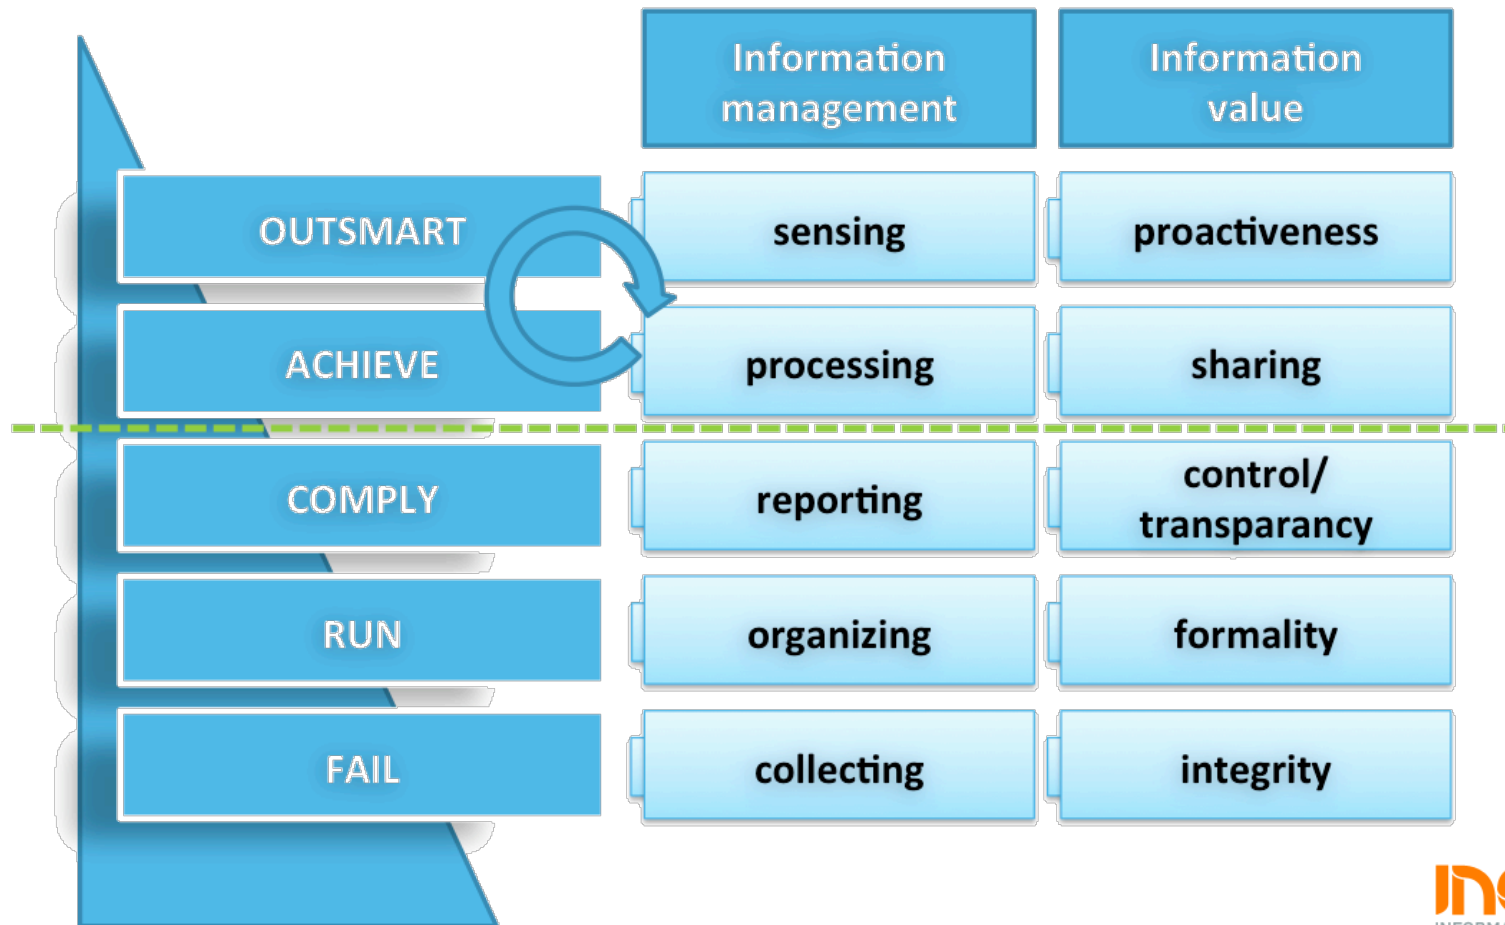 Information
management
Information
value
OUTSMART
sensing
proactiveness
ACHIEVE
processing
sharing
COMPLY
reporting
control/
transparancy
RUN
organizing
formality
FAIL
collecting
integrity